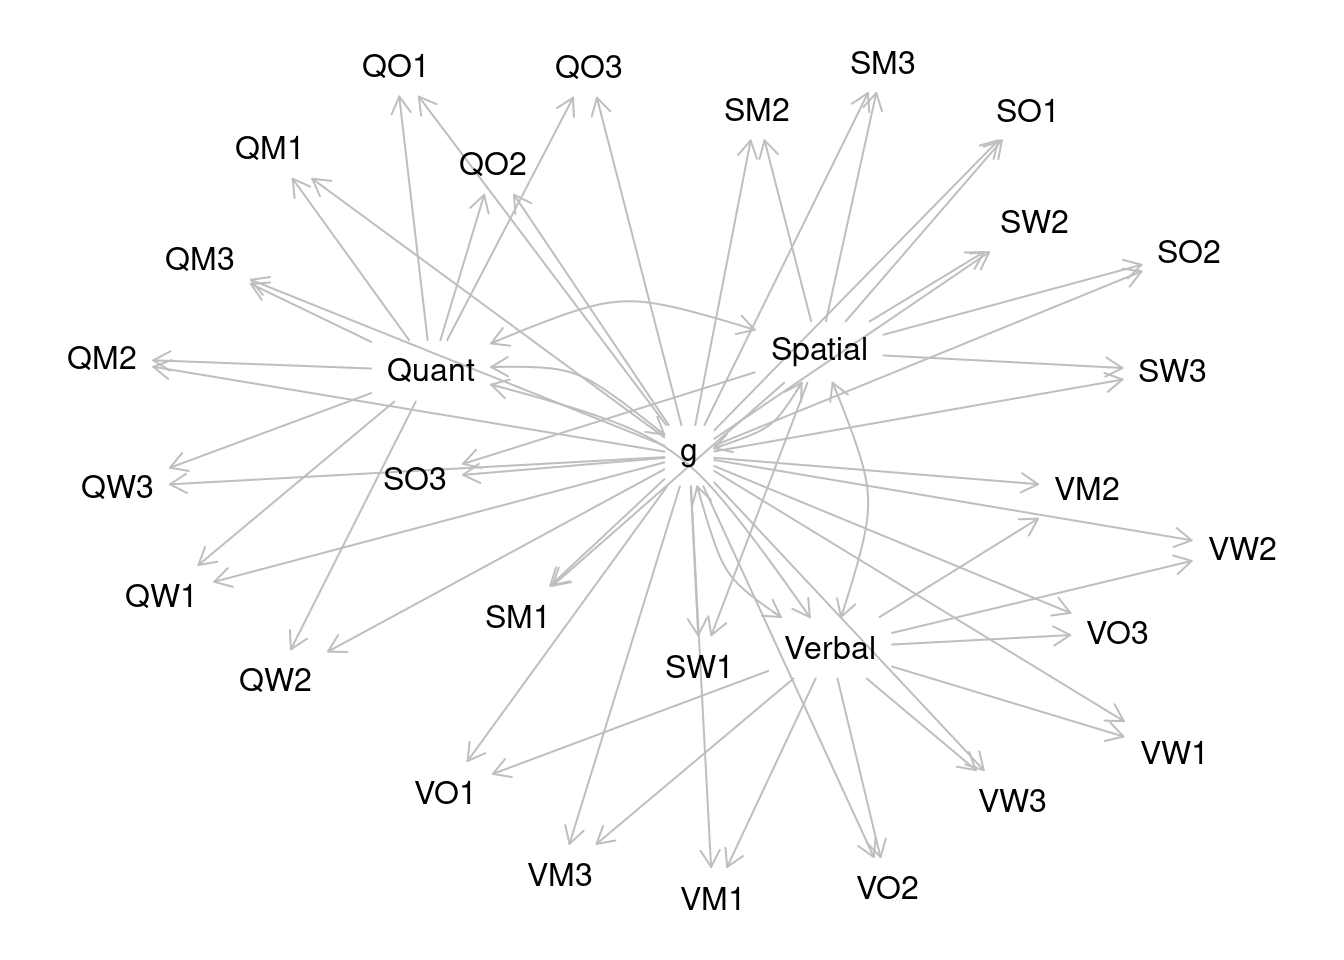 SM3
QO1
QO3
SM2
SO1
QM1
QO2
SW2
SO2
QM3
Spatial
QM2
Quant
SW3
g
SO3
QW3
VM2
VW2
QW1
SM1
VO3
Verbal
SW1
QW2
VW1
VO1
VW3
VM3
VO2
VM1